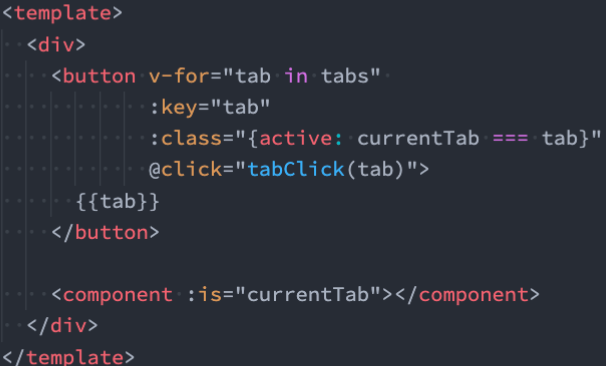 <template>
  <div>
    <button v-for="tab in tabs"
            :key="tab"
            :class="{active: currentTab === tab}"
            @click="tabClick(tab)">
      {{tab}}
    </button>

    <component :is="currentTab"></component>
  </div>
</template>